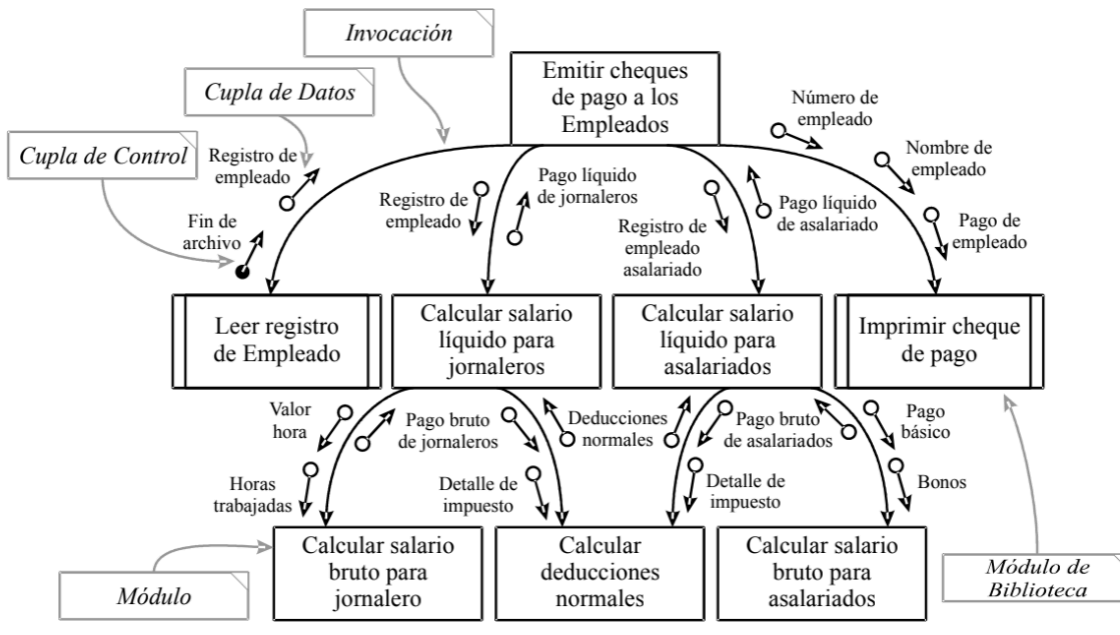 Invocación
Cupla de Datos
Cupla de Control
Emitir cheques
de pago a los
Empleados
Registro de
empleado
Fin de
archivo
Registro de
empleado
Pago líquido
de jornaleros
Registro de
empleado
asalariado
Pago líquido
de asalariado
Número de
empleado
Nombre de
empleado
Pago de
empleado
Leer registro
de Empleado
Calcular salario
líquido para
jornaleros
Calcular salario
líquido para
asalariados
Imprimir cheque
de pago
Valor
hora
Horas
trabajadas
Pago bruto
de jornaleros
Detalle de
impuesto
Deducciones
normales
Pago bruto
de asalariados
Detalle de
impuesto
Pago
básico
Bonos
Calcular salario
bruto para
jornalero
Calcular
deducciones
normales
Calcular salario
bruto para
asalariados
Módulo
Módulo de
Biblioteca